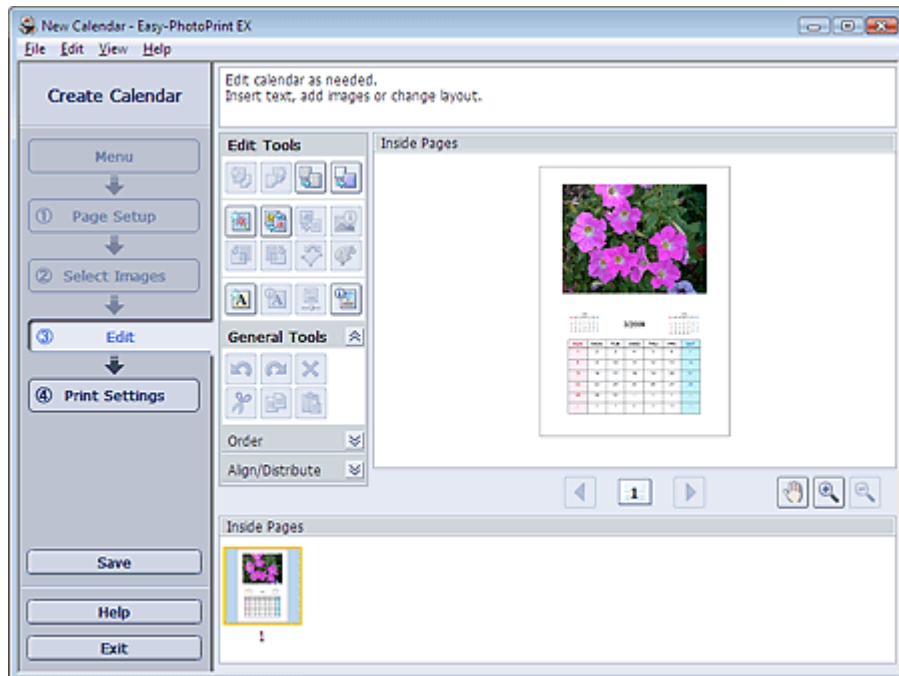 New Calendar - Easy-PhotoPrint EX
File Edit View Help
Create Calendar
Edit calendar as needed.
Insert text, add images or change layout.
Menu
① Page Setup
② Select Images
③ Edit
④ Print Settings
Save
Help
Exit
Edit Tools
General Tools
Order
Align/Distribute
Inside Pages
1
Inside Pages
1